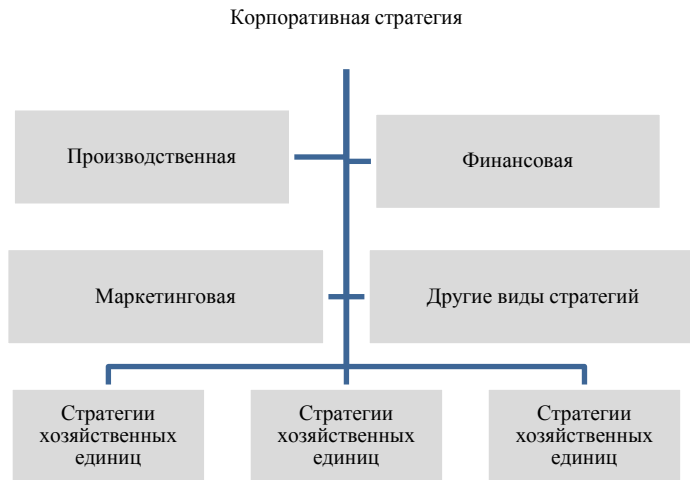 Корпоративная стратегия
Производственная
Финансовая
Маркетинговая
Другие виды стратегий
Стратегии
хозяйственных
единиц
Стратегии
хозяйственных
единиц
Стратегии
хозяйственных
единиц